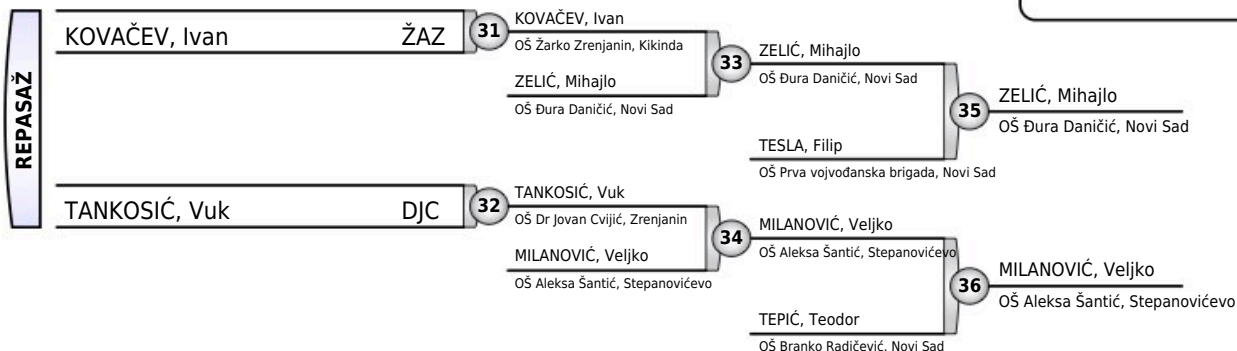 REPASAŽ
KOVAČEV, Ivan ŽAZ
31
KOVAČEV, Ivan
OŠ Žarko Zrenjanin, Kikinda
ZELIĆ, Mihajlo
OŠ Đura Daničić, Novi Sad
33
ZELIĆ, Mihajlo
OŠ Đura Daničić, Novi Sad
TESLA, Filip
OŠ Prva vojvođanska brigada, Novi Sad
35
ZELIĆ, Mihajlo
OŠ Đura Daničić, Novi Sad
TANKOSIĆ, Vuk DJC
32
TANKOSIĆ, Vuk
OŠ Dr Jovan Cvijić, Zrenjanin
MILANOVIĆ, Veljko
OŠ Aleksa Šantić, Stepanovićevo
34
MILANOVIĆ, Veljko
OŠ Aleksa Šantić, Stepanovićevo
TEPIĆ, Teodor
OŠ Branko Radičević, Novi Sad
36
MILANOVIĆ, Veljko
OŠ Aleksa Šantić, Stepanovićevo